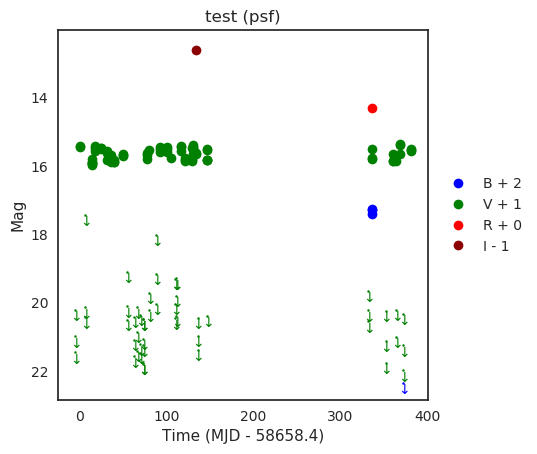 test (psf)
14
16
18
20
22
Mag
0
100
200
300
400
Time (MJD - 58658.4)
B + 2
V + 1
R + 0
I - 1